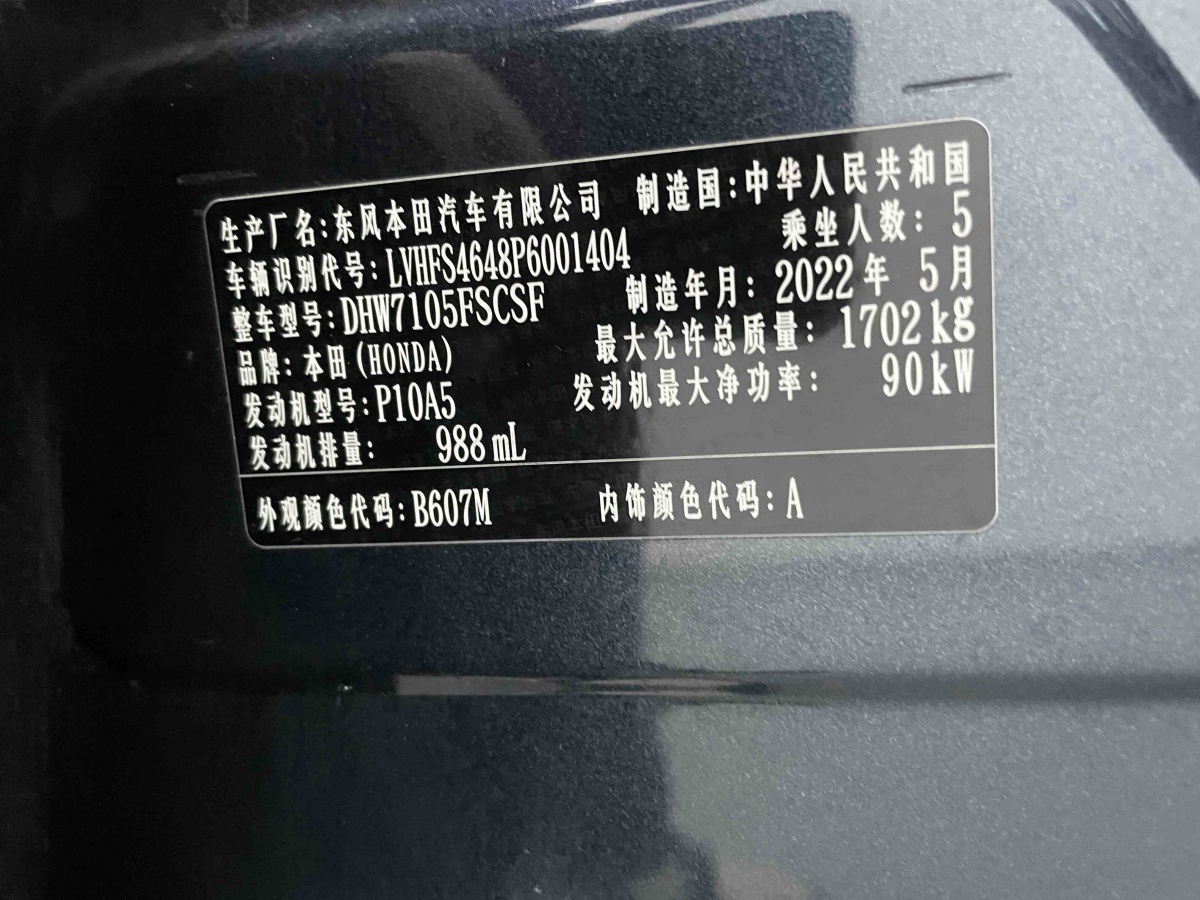 生产厂名:东风本田汽车有限公司 制造国:中华人民共和国
车辆识别代号:LVHFS4648P6001404 乘坐人数:5
整车型号:DHW7105FSCSF 制造年月:2022年5月
品牌:本田(HONDA) 最大允许总质量:1702kg
发动机型号:P10A5 发动机最大净功率:90kW
发动机排量:988mL
外观颜色代码:B607M 内饰颜色代码:A